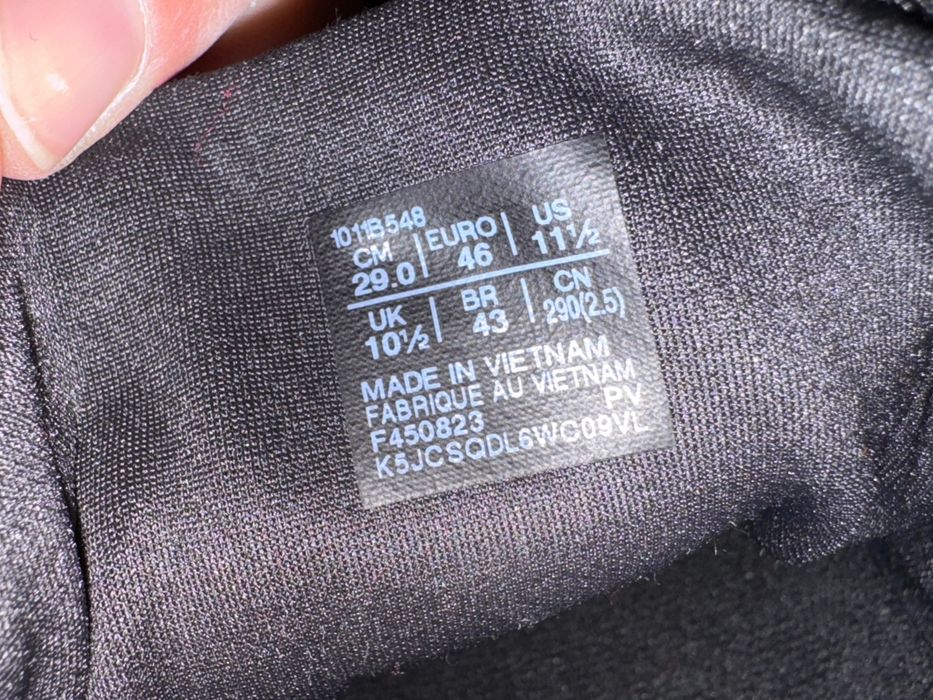 1011B548
CM | EURO | US
29.0 | 46 | 11½
UK | BR | CN
10½ | 43 | 290(2.5)
MADE IN VIETNAM
FABRIQUE AU VIETNAM
F450823 PV
K5JCSQDL6WC09VL